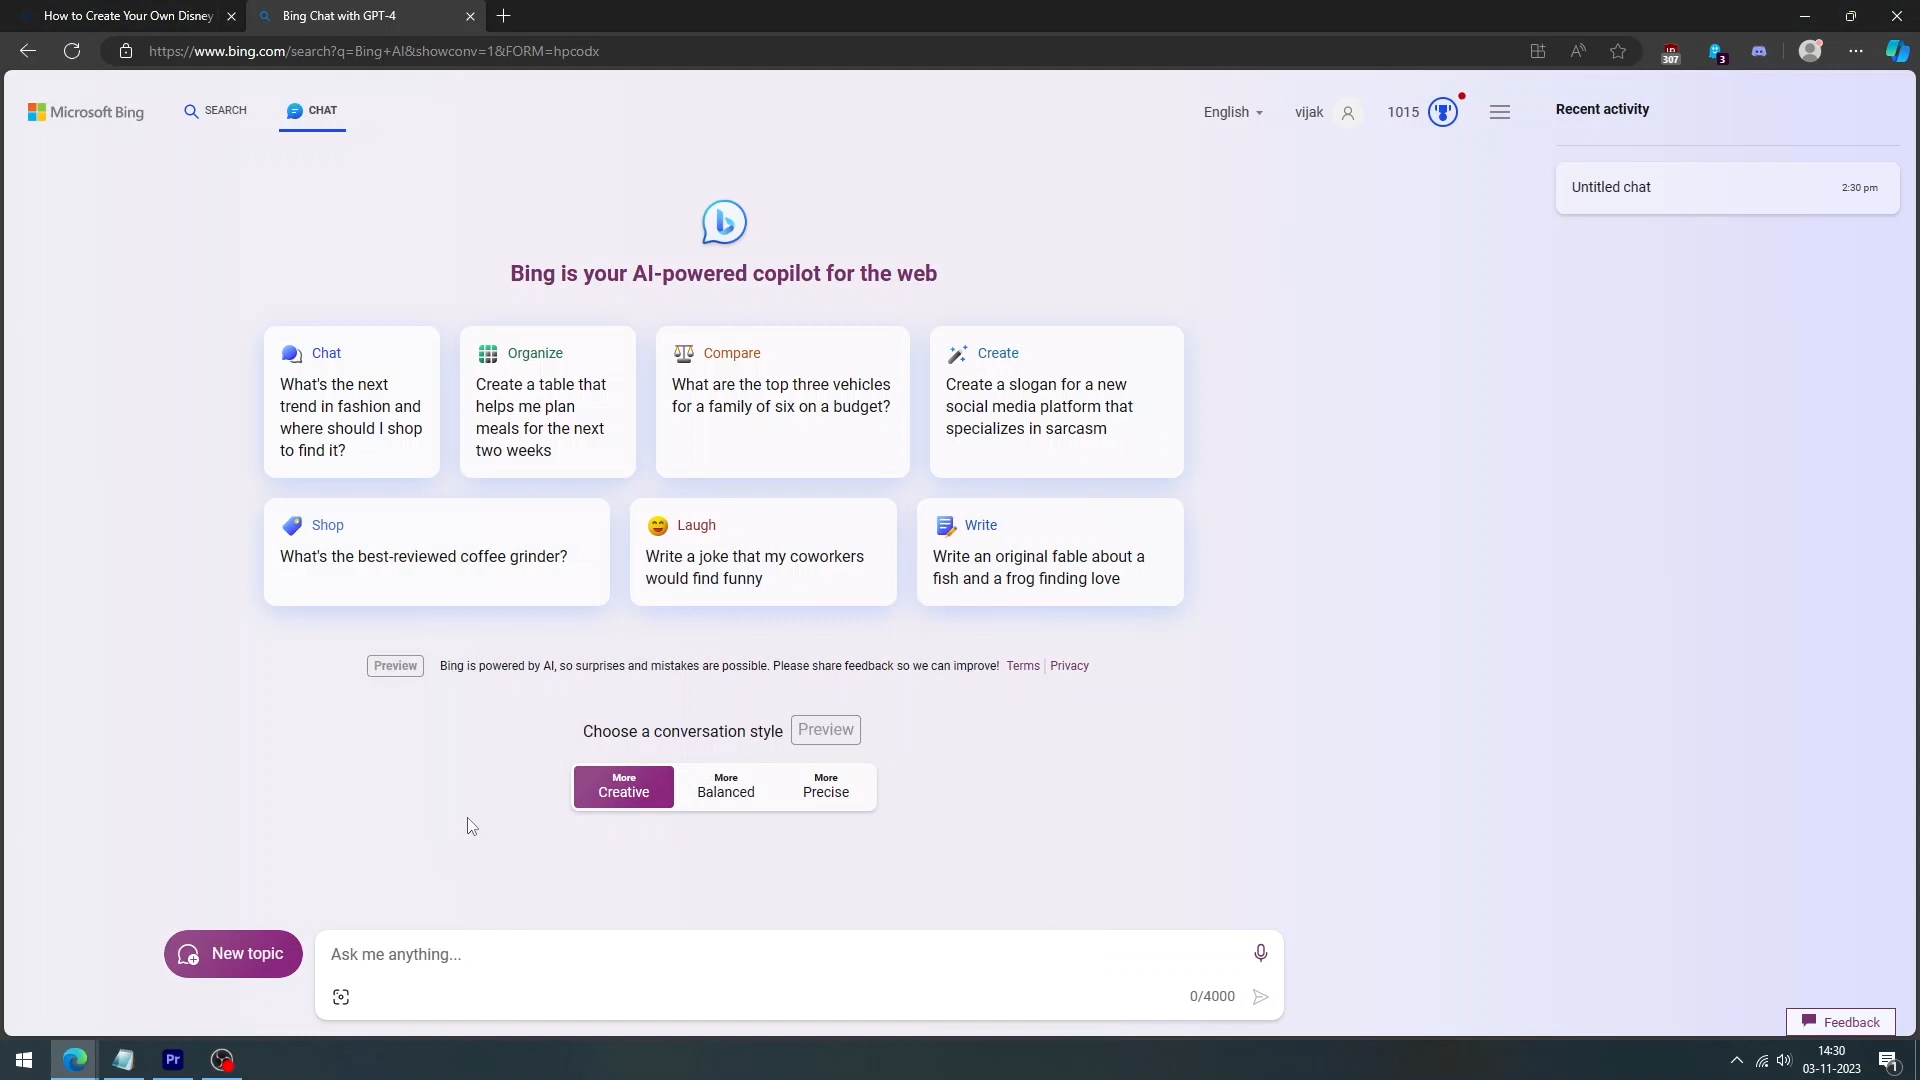 How to Create Your Own Disney
Bing Chat with GPT-4
https://www.bing.com/search?q=Bing+AI&showconv=1&FORM=hpcodx
307
3
Microsoft Bing
SEARCH
CHAT
English
vijak
1015
Recent activity
Untitled chat
2:30 pm
Bing is your AI-powered copilot for the web
Chat
What's the next
trend in fashion and
where should I shop
to find it?
Organize
Create a table that
helps me plan
meals for the next
two weeks
Compare
What are the top three vehicles
for a family of six on a budget?
Create
Create a slogan for a new
social media platform that
specializes in sarcasm
Shop
What's the best-reviewed coffee grinder?
Laugh
Write a joke that my coworkers
would find funny
Write
Write an original fable about a
fish and a frog finding love
Preview
Bing is powered by AI, so surprises and mistakes are possible. Please share feedback so we can improve! Terms Privacy
Choose a conversation style Preview
More
Creative
More
Balanced
More
Precise
New topic
Ask me anything...
0/4000
Feedback
Pr
14:30
03-11-2023
1